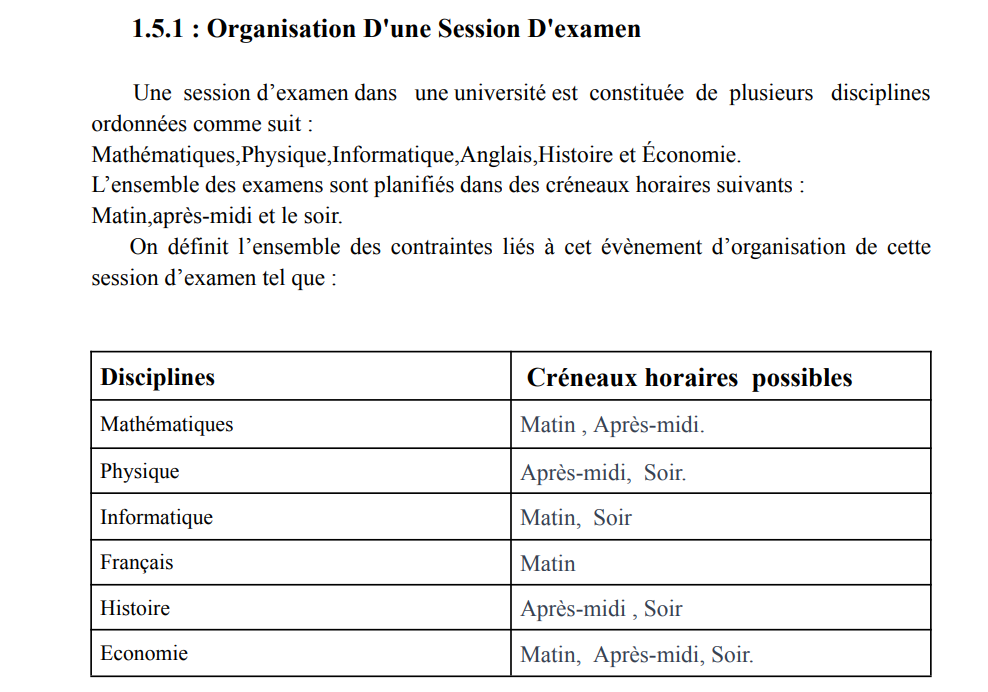 1.5.1 : Organisation D'une Session D'examen
Une session d’examen dans une université est constituée de plusieurs disciplines
ordonnées comme suit :
Mathématiques,Physique,Informatique,Anglais,Histoire et Économie.
L’ensemble des examens sont planifiés dans des créneaux horaires suivants :
Matin,après-midi et le soir.
On définit l’ensemble des contraintes liés à cet évènement d’organisation de cette
session d’examen tel que :
Disciplines Créneaux horaires possibles
Mathématiques Matin , Après-midi.
Physique Après-midi, Soir.
Informatique Matin, Soir
Français Matin
Histoire Après-midi , Soir
Economie Matin, Après-midi, Soir.